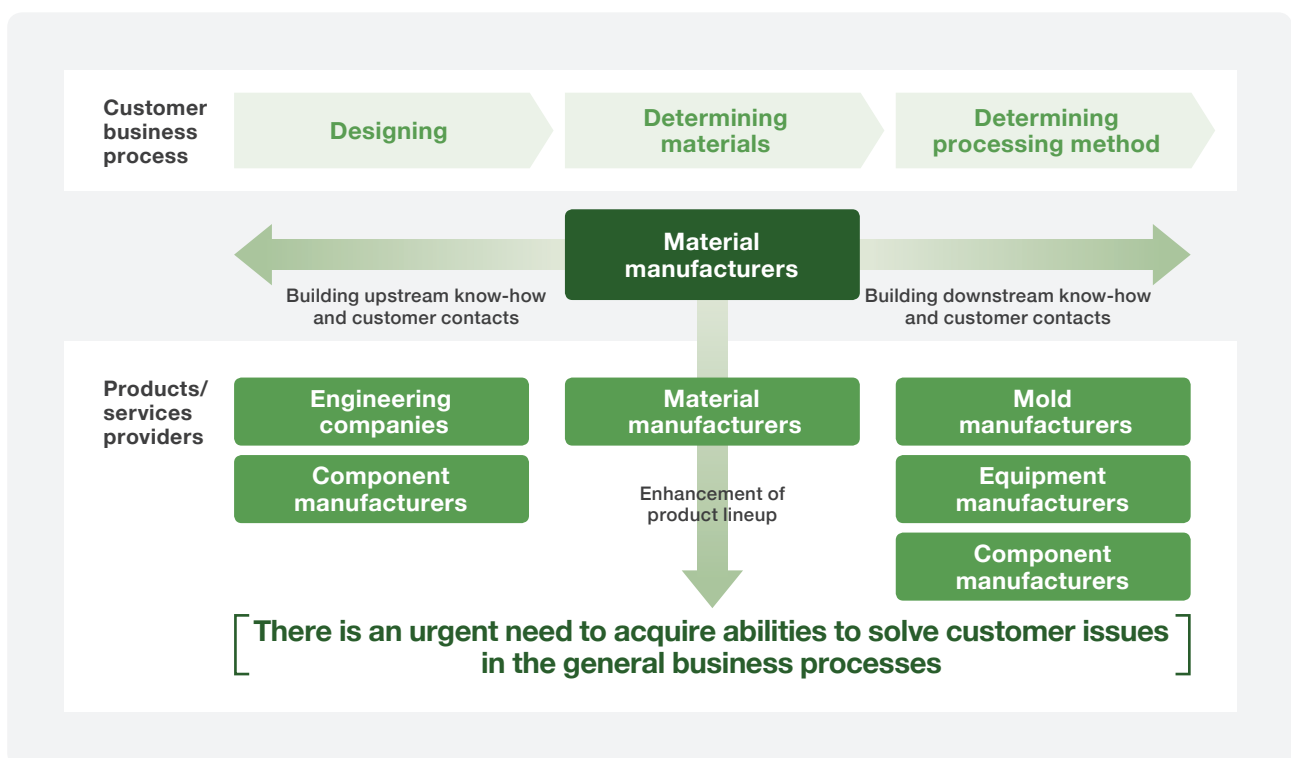 Customer
business
process
Designing
Determining
materials
Determining
processing method
Material
manufacturers
Building upstream know-how
and customer contacts
Building downstream know-how
and customer contacts
Products/
services
providers
Engineering
companies
Component
manufacturers
Material
manufacturers
Enhancement of
product lineup
Mold
manufacturers
Equipment
manufacturers
Component
manufacturers
There is an urgent need to acquire abilities to solve customer issues
in the general business processes